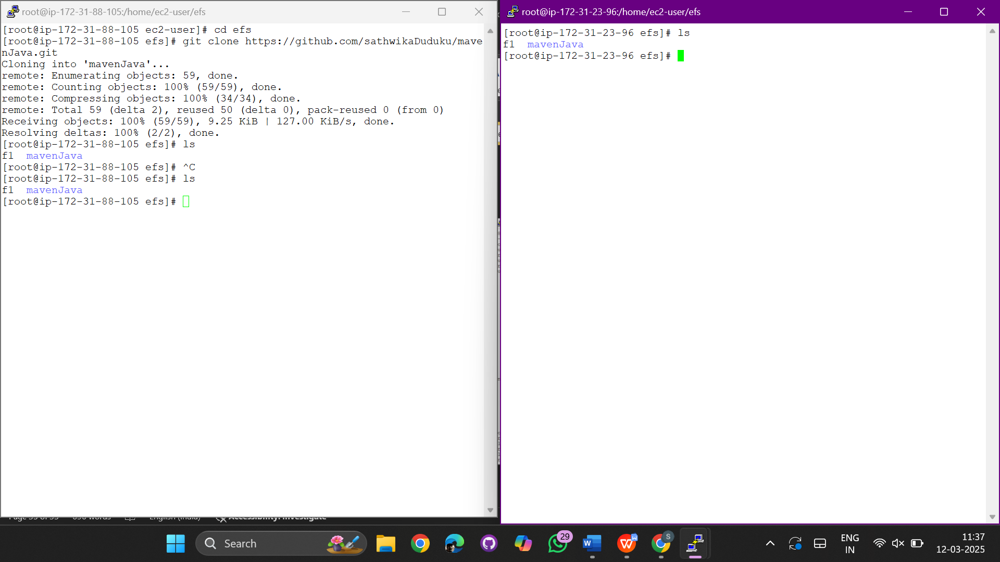 root@ip-172-31-88-105:/home/ec2-user/efs
[root@ip-172-31-88-105 ec2-user]# cd efs
[root@ip-172-31-88-105 efs]# git clone https://github.com/sathwikaDuduku/mave
nJava.git
Cloning into 'mavenJava'...
remote: Enumerating objects: 59, done.
remote: Counting objects: 100% (59/59), done.
remote: Compressing objects: 100% (34/34), done.
remote: Total 59 (delta 2), reused 50 (delta 0), pack-reused 0 (from 0)
Receiving objects: 100% (59/59), 9.25 KiB | 127.00 KiB/s, done.
Resolving deltas: 100% (2/2), done.
[root@ip-172-31-88-105 efs]# ls
f1  mavenJava
[root@ip-172-31-88-105 efs]# ^C
[root@ip-172-31-88-105 efs]# ls
f1  mavenJava
[root@ip-172-31-88-105 efs]#
root@ip-172-31-23-96:/home/ec2-user/efs
[root@ip-172-31-23-96 efs]# ls
f1  mavenJava
[root@ip-172-31-23-96 efs]#
English (India) Accessibility: Investigate
Search
29
W
S
ENG
IN
11:37
12-03-2025